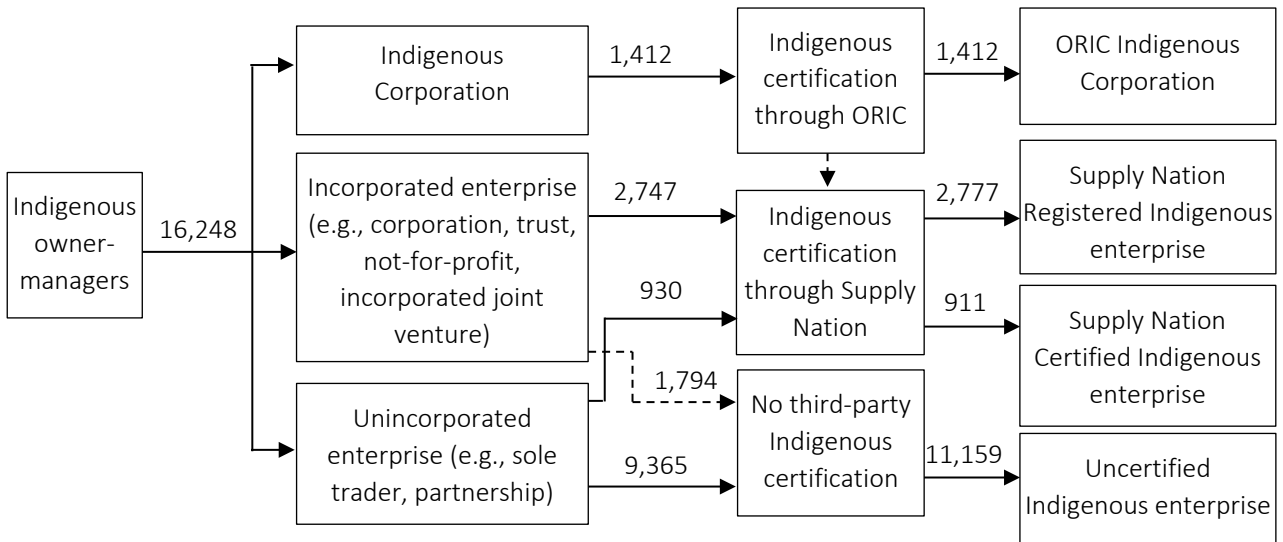 Indigenous
owner-
managers
16,248
Indigenous
Corporation
1,412
Indigenous
certification
through ORIC
1,412
ORIC Indigenous
Corporation
Incorporated enterprise
(e.g., corporation, trust,
not-for-profit,
incorporated joint
venture)
2,747
930
1,794
Indigenous
certification
through Supply
Nation
2,777
Supply Nation
Registered Indigenous
enterprise
911
Supply Nation
Certified Indigenous
enterprise
Unincorporated
enterprise (e.g., sole
trader, partnership)
9,365
No third-party
Indigenous
certification
11,159
Uncertified
Indigenous enterprise